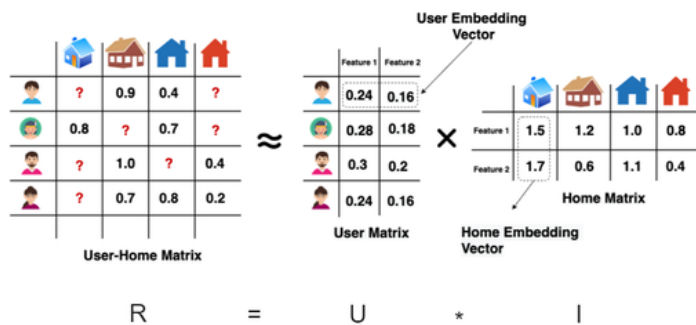 User Embedding
Vector
Feature 1 Feature 2
? 0.9 0.4 ?
0.24 0.16
0.8 ? 0.7 ?
0.28 0.18
Feature 1 1.5 1.2 1.0 0.8
≈
×
? 1.0 ? 0.4
0.3 0.2
Feature 2 1.7 0.6 1.1 0.4
? 0.7 0.8 0.2
0.24 0.16
Home Matrix
User-Home Matrix
User Matrix
Home Embedding
Vector
R = U * I